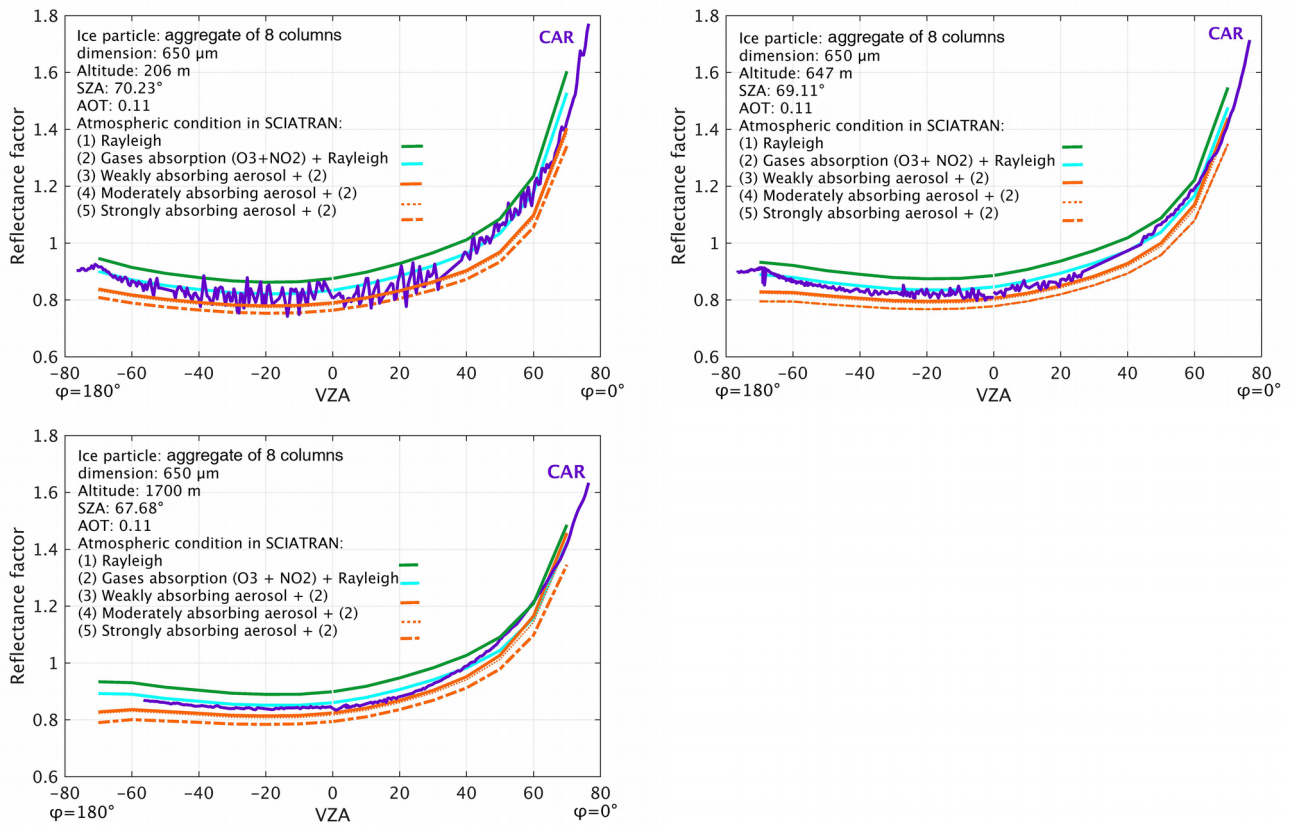 1.8
1.6
1.4
1.2
1
0.8
0.6
Reflectance factor
Ice particle: aggregate of 8 columns
dimension: 650 µm
Altitude: 206 m
SZA: 70.23°
AOT: 0.11
Atmospheric condition in SCIATRAN:
(1) Rayleigh
(2) Gases absorption (O3+NO2) + Rayleigh
(3) Weakly absorbing aerosol + (2)
(4) Moderately absorbing aerosol + (2)
(5) Strongly absorbing aerosol + (2)
CAR
−80 −60 −40 −20 0 20 40 60 80
φ=180° VZA φ=0°
1.8
1.6
1.4
1.2
1
0.8
0.6
Reflectance factor
Ice particle: aggregate of 8 columns
dimension: 650 µm
Altitude: 647 m
SZA: 69.11°
AOT: 0.11
Atmospheric condition in SCIATRAN:
(1) Rayleigh
(2) Gases absorption (O3+ NO2) + Rayleigh
(3) Weakly absorbing aerosol + (2)
(4) Moderately absorbing aerosol + (2)
(5) Strongly absorbing aerosol + (2)
CAR
−80 −60 −40 −20 0 20 40 60 80
φ=180° VZA φ=0°
1.8
1.6
1.4
1.2
1
0.8
0.6
Reflectance factor
Ice particle: aggregate of 8 columns
dimension: 650 µm
Altitude: 1700 m
SZA: 67.68°
AOT: 0.11
Atmospheric condition in SCIATRAN:
(1) Rayleigh
(2) Gases absorption (O3 + NO2) + Rayleigh
(3) Weakly absorbing aerosol + (2)
(4) Moderately absorbing aerosol + (2)
(5) Strongly absorbing aerosol + (2)
CAR
−80 −60 −40 −20 0 20 40 60 80
φ=180° VZA φ=0°